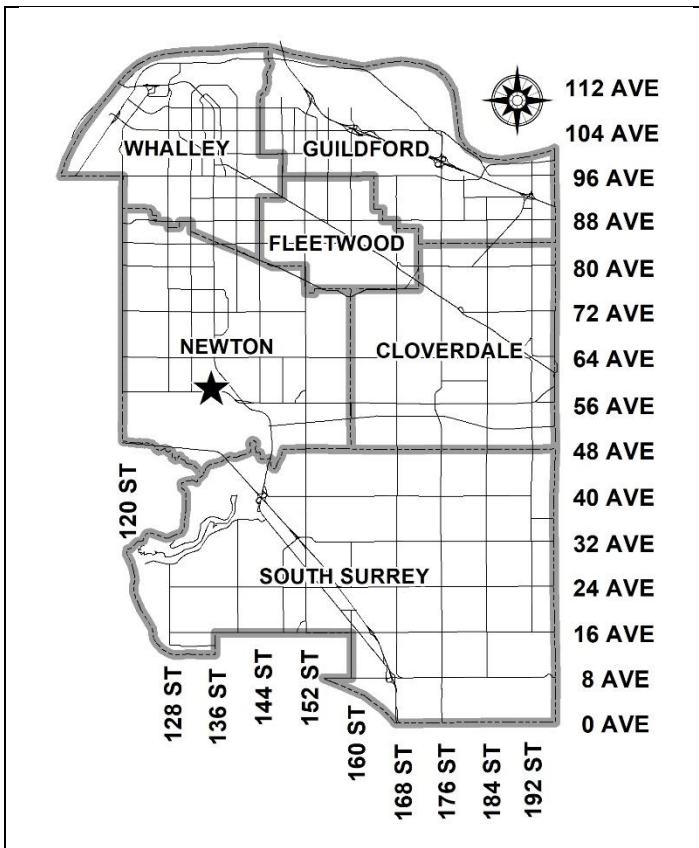 112 AVE
104 AVE
WHALLEY
GUILDFORD
96 AVE
88 AVE
FLEETWOOD
80 AVE
72 AVE
NEWTON
CLOVERDALE
64 AVE
56 AVE
48 AVE
120 ST
40 AVE
32 AVE
SOUTH SURREY
24 AVE
16 AVE
128 ST
136 ST
144 ST
152 ST
160 ST
8 AVE
0 AVE
168 ST
176 ST
184 ST
192 ST